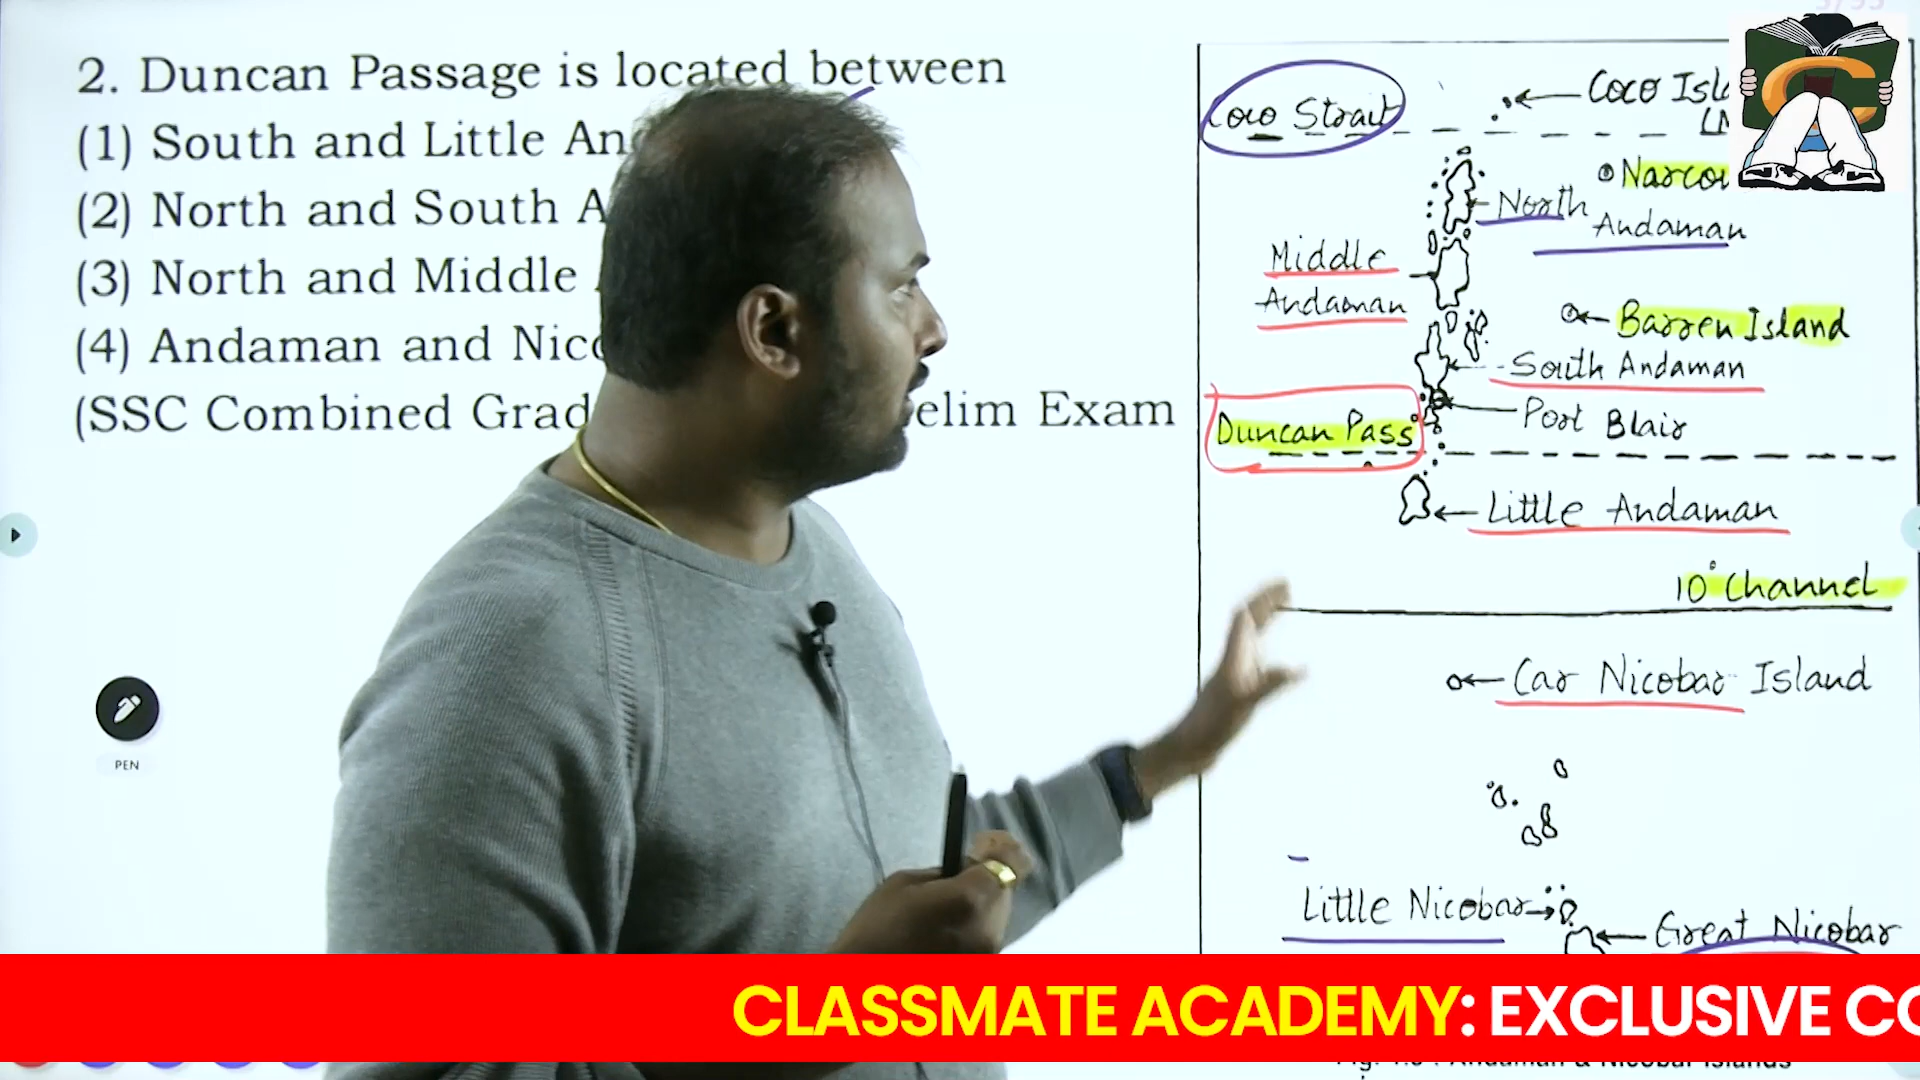 2. Duncan Passage is located between
(1) South and Little An
(2) North and South A
(3) North and Middle
(4) Andaman and Nico
(SSC Combined Grad elim Exam
PEN
Coco Strait
Coco Isl
Narco
North
Andaman
Middle
Andaman
Barren Island
South Andaman
Port Blair
Duncan Pass
Little Andaman
10° Channel
Car Nicobar Island
Little Nicobar
Great Nicobar
CLASSMATE ACADEMY: EXCLUSIVE CO